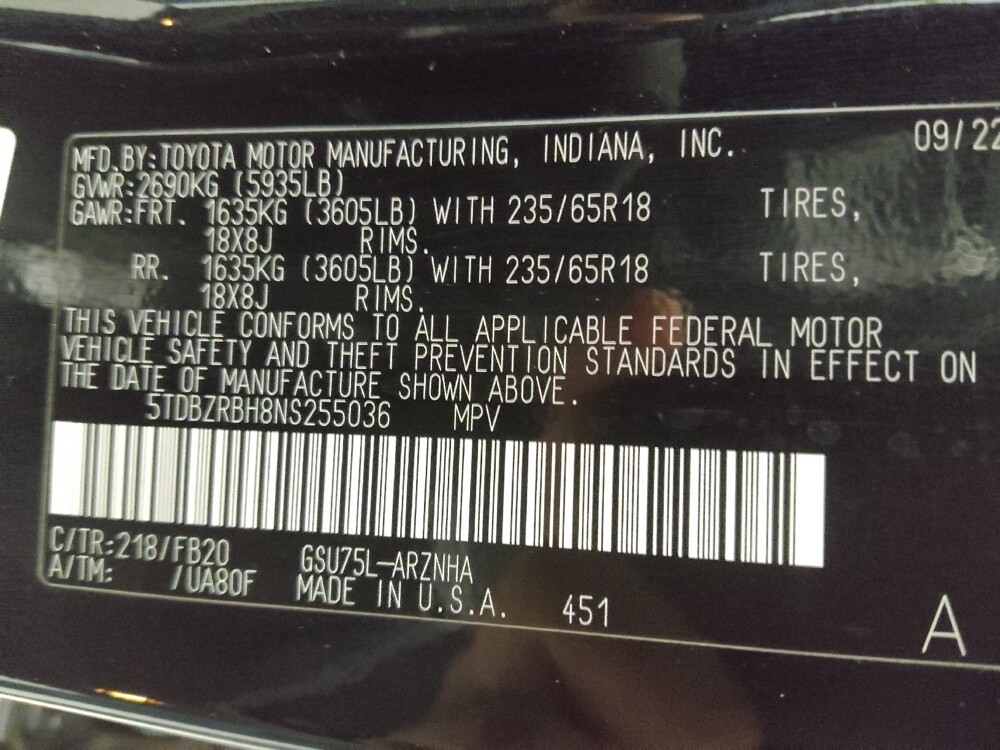 MFD.BY:TOYOTA MOTOR MANUFACTURING, INDIANA, INC. 09/22
GVWR:2690KG (5935LB)
GAWR:FRT. 1635KG (3605LB) WITH 235/65R18 TIRES,
18X8J RIMS.
RR. 1635KG (3605LB) WITH 235/65R18 TIRES,
18X8J RIMS.
THIS VEHICLE CONFORMS TO ALL APPLICABLE FEDERAL MOTOR
VEHICLE SAFETY AND THEFT PREVENTION STANDARDS IN EFFECT ON
THE DATE OF MANUFACTURE SHOWN ABOVE.
5TDBZRBH8NS255036 MPV
C/TR:218/FB20 GSU75L-ARZNHA
A/TM: /UA80F MADE IN U.S.A. 451
A